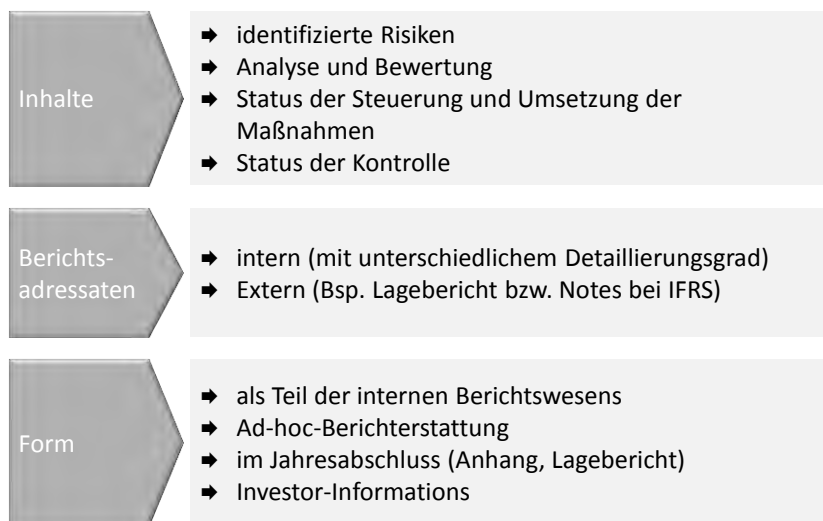 Inhalte
➡ identifizierte Risiken
➡ Analyse und Bewertung
➡ Status der Steuerung und Umsetzung der
Maßnahmen
➡ Status der Kontrolle
Berichts-
adressaten
➡ intern (mit unterschiedlichem Detaillierungsgrad)
➡ Extern (Bsp. Lagebericht bzw. Notes bei IFRS)
Form
➡ als Teil der internen Berichtswesens
➡ Ad-hoc-Berichterstattung
➡ im Jahresabschluss (Anhang, Lagebericht)
➡ Investor-Informations